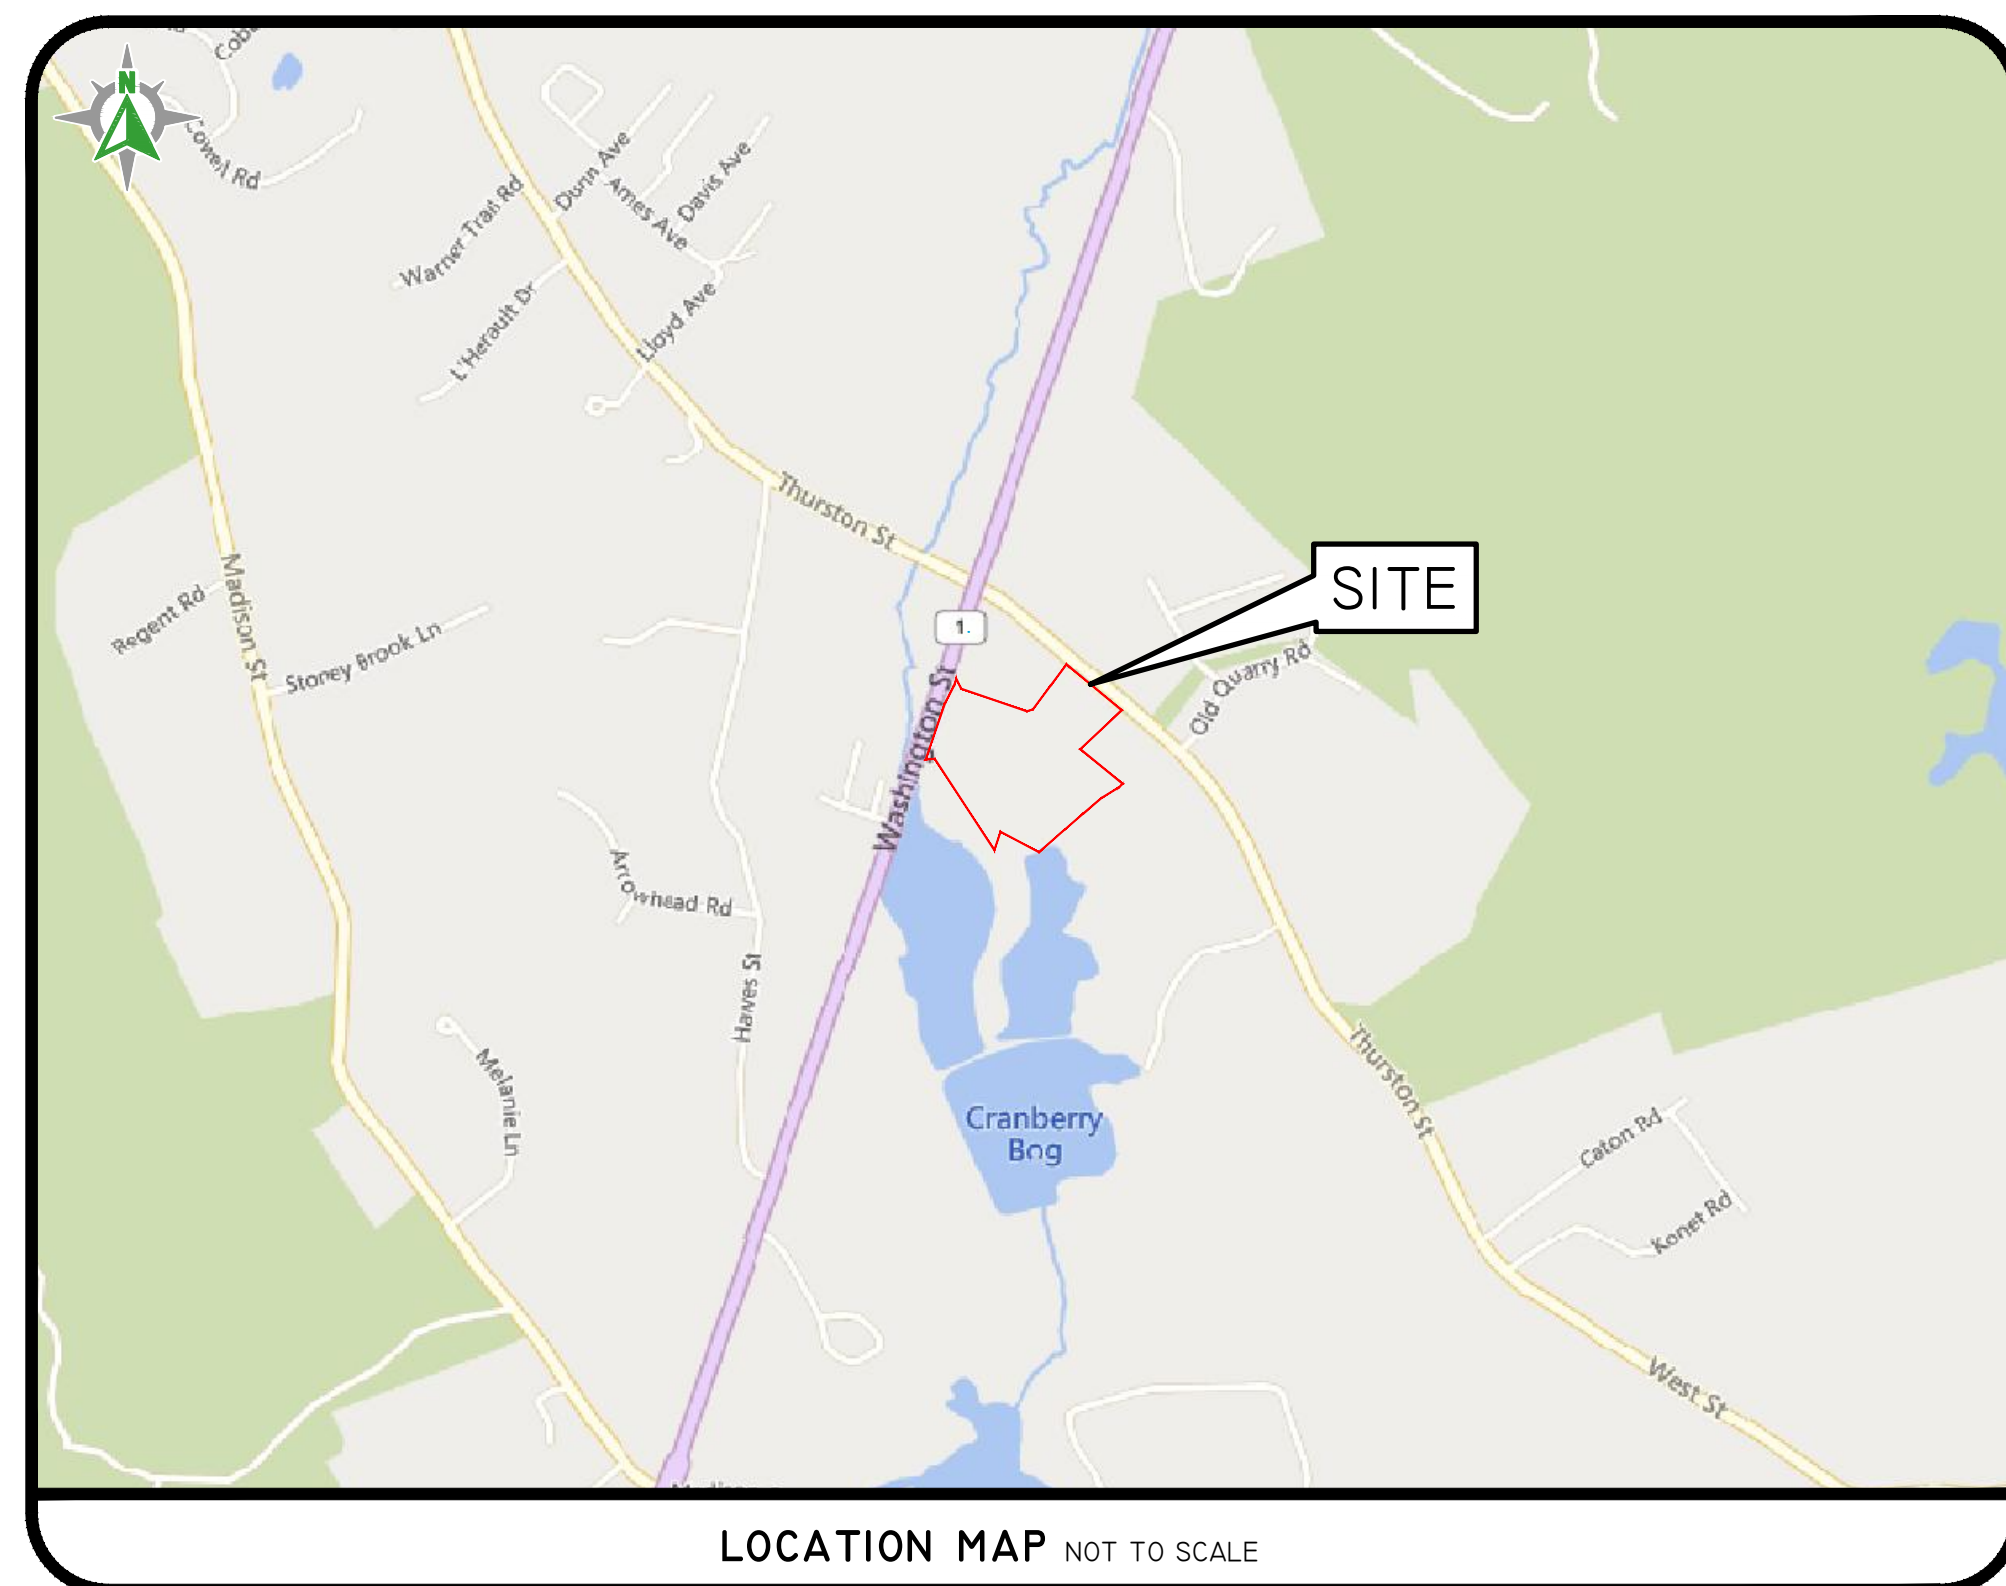 N
Cowell Rd
Dunn Ave
Ames Ave
Davis Ave
Warner Trail Rd
L'Herault Dr
Lloyd Ave
Thurston St
SITE
1
Madison St
Regent Rd
Stoney Brook Ln
Washington St
Old Quarry Rd
Arrowhead Rd
Hawes St
Melanie Ln
Cranberry
Bog
Thurston St
Caton Rd
Konet Rd
West St
LOCATION MAP NOT TO SCALE